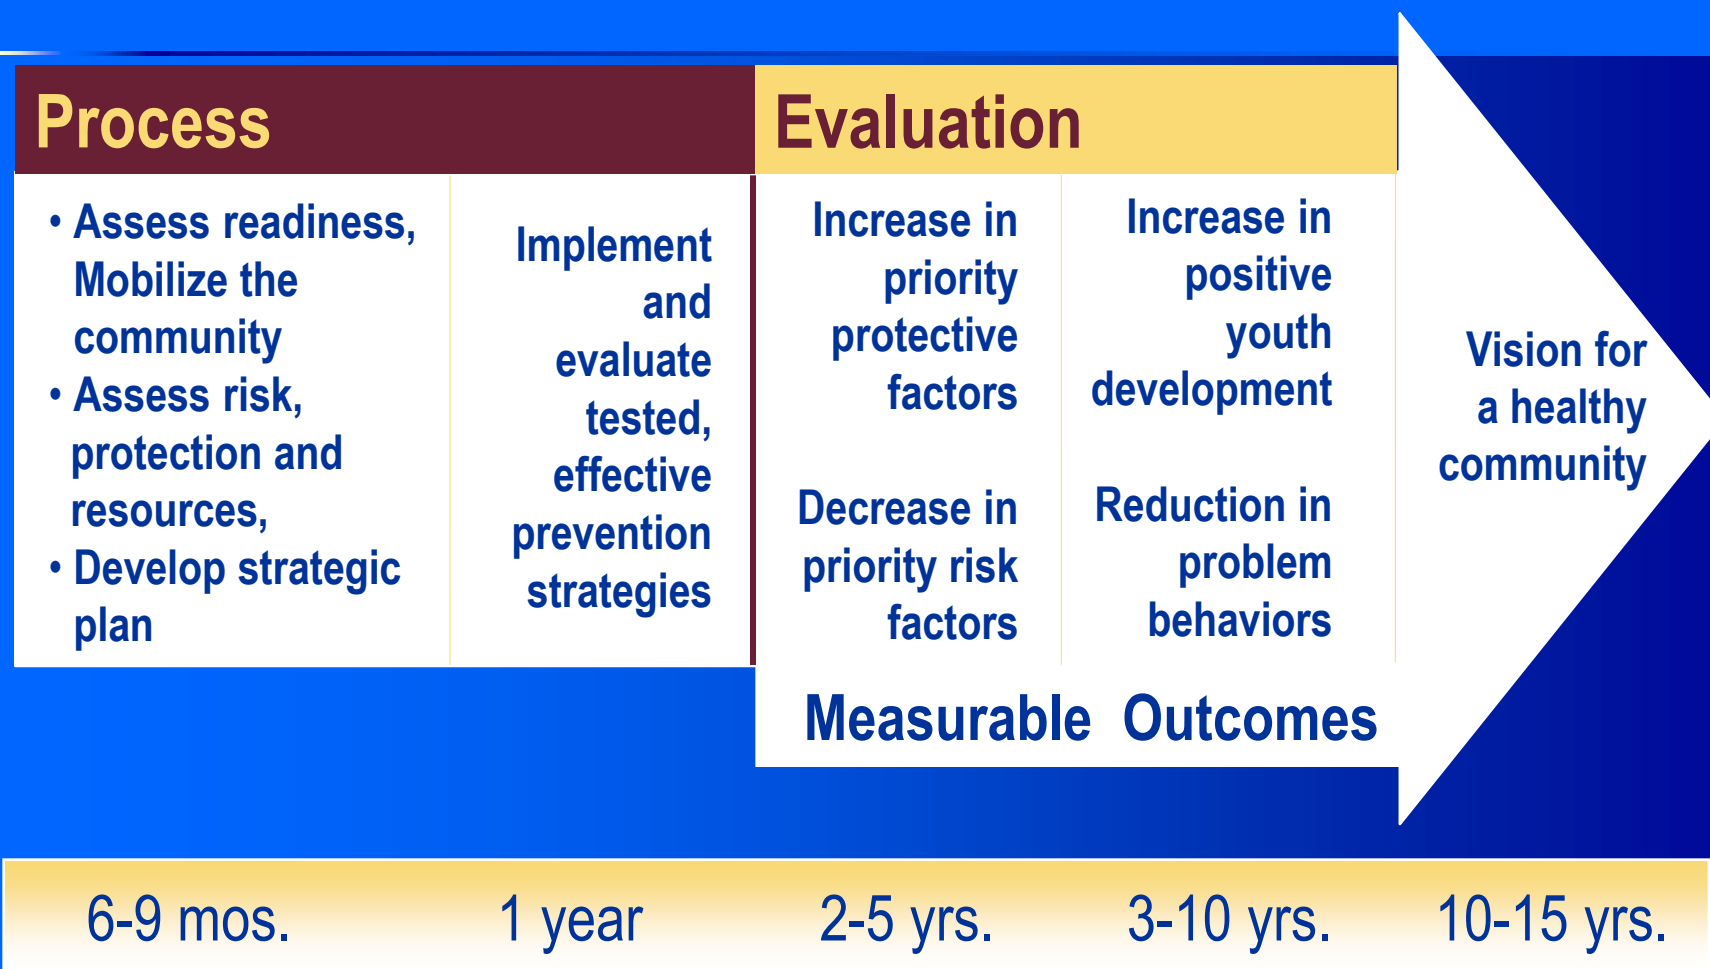 Process
• Assess readiness,
Mobilize the
community
• Assess risk,
protection and
resources,
• Develop strategic
plan
Implement
and
evaluate
tested,
effective
prevention
strategies
Evaluation
Increase in
priority
protective
factors
Decrease in
priority risk
factors
Increase in
positive
youth
development
Reduction in
problem
behaviors
Measurable Outcomes
Vision for
a healthy
community
6-9 mos.
1 year
2-5 yrs.
3-10 yrs.
10-15 yrs.